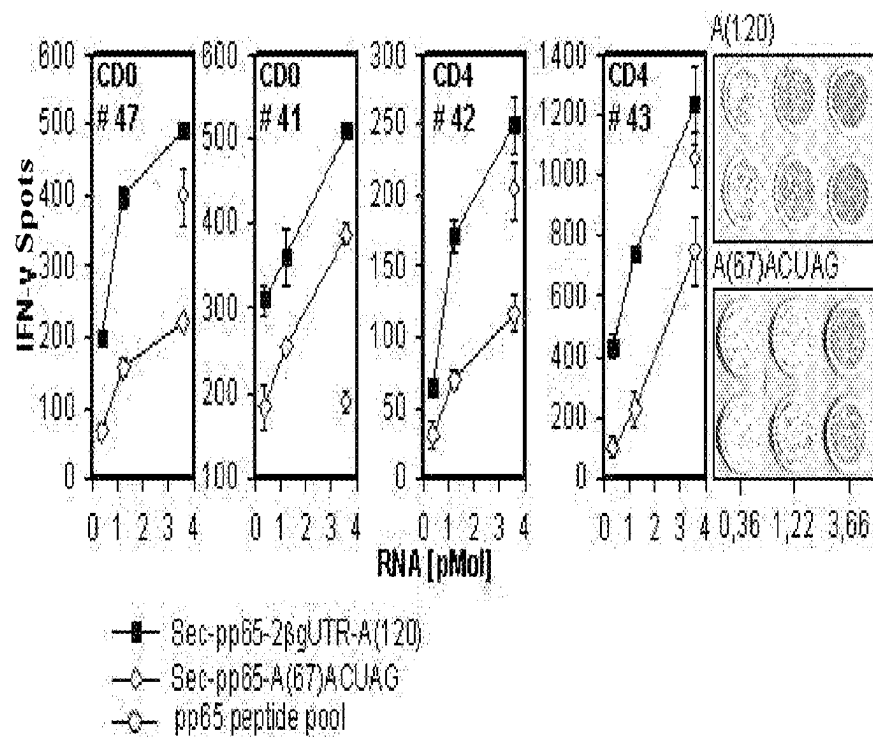 A(120)
600 600 300 1400
CD0 CD0 CD4 CD4
# 47 # 41 # 42 # 43
500 500 250 1200
400 400 200 1000
300 300 150 800
200 200 100 600
100 100 50 400
0 0 200
0
IFN-γ Spots
A(67)ACUAG
0 1 2 3 4 0 1 2 3 4 0 1 2 3 4 0 1 2 3 4 0,36 1,22 3,66
RNA [pMol]
Sec-pp65-2βgUTR-A(120)
Sec-pp65-A(67)ACUAG
pp65 peptide pool